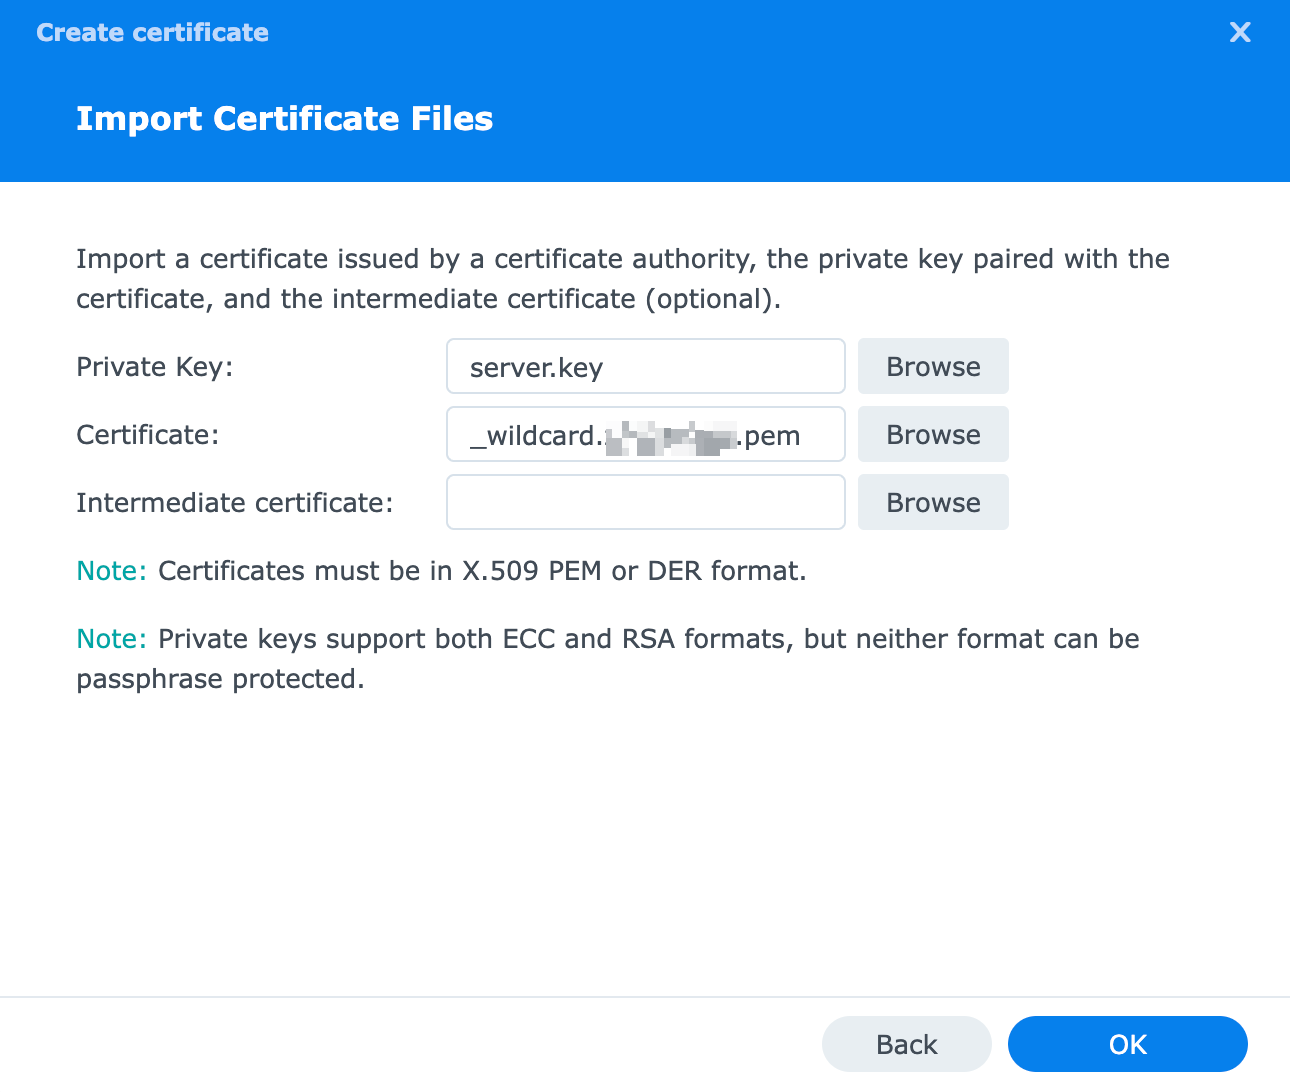 Create certificate
Import Certificate Files
Import a certificate issued by a certificate authority, the private key paired with the
certificate, and the intermediate certificate (optional).
Private Key: server.key Browse
Certificate: _wildcard. .pem Browse
Intermediate certificate: Browse
Note: Certificates must be in X.509 PEM or DER format.
Note: Private keys support both ECC and RSA formats, but neither format can be
passphrase protected.
Back OK